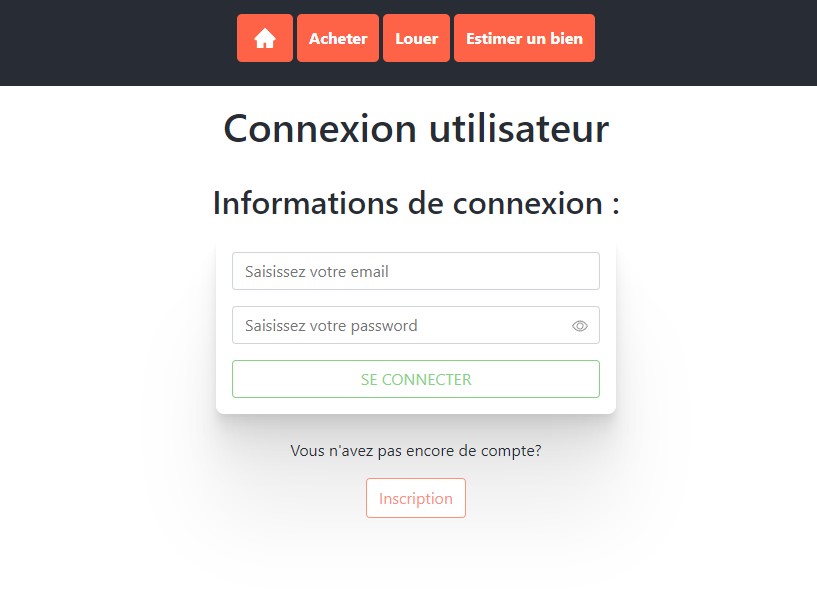 Acheter Louer Estimer un bien
Connexion utilisateur
Informations de connexion :
Saisissez votre email
Saisissez votre password
SE CONNECTER
Vous n'avez pas encore de compte?
Inscription